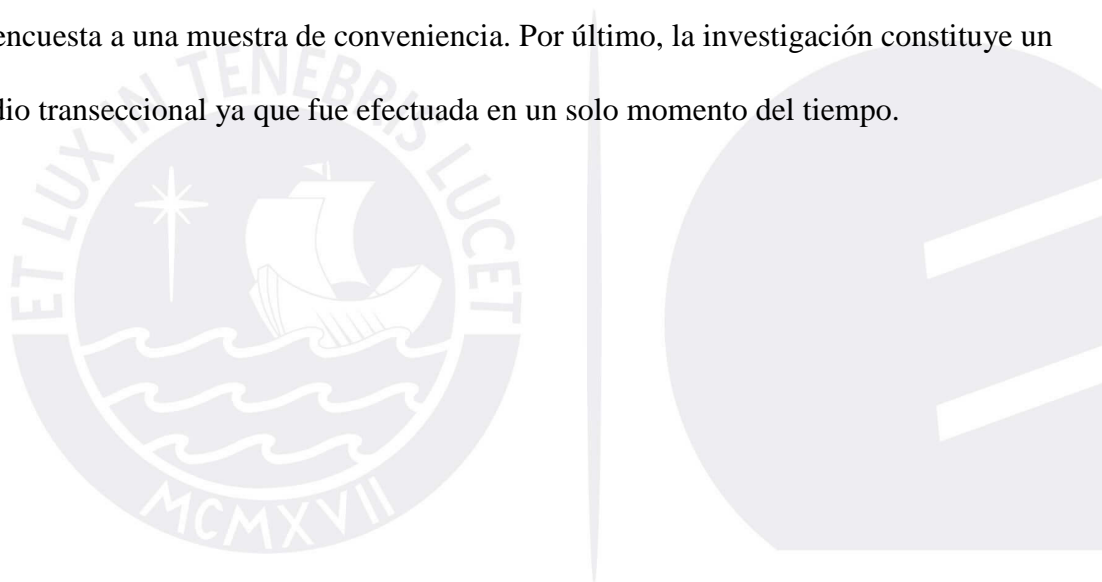 encuesta a una muestra de conveniencia. Por último, la investigación constituye un
dio transeccional ya que fue efectuada en un solo momento del tiempo.
ET LUX IN TENEBRIS LUCET
MCMXVII